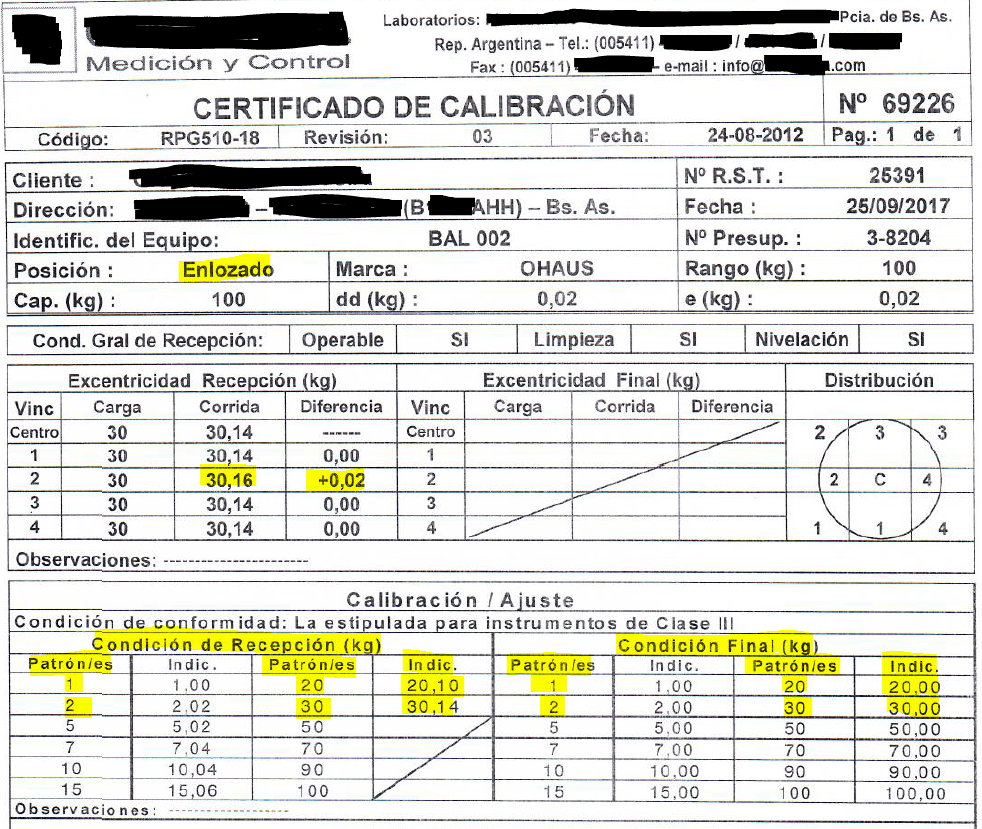 Laboratorios: Pcia. de Bs. As.
Rep. Argentina – Tel.: (005411) / /
Medición y Control
Fax : (005411) – e-mail : info@ .com
CERTIFICADO DE CALIBRACIÓN Nº 69226
Código: RPG510-18 Revisión: 03 Fecha: 24-08-2012 Pag.: 1 de 1
Cliente : Nº R.S.T. : 25391
Dirección: – (B AHH) – Bs. As. Fecha : 25/09/2017
Identific. del Equipo: BAL 002 Nº Presup. : 3-8204
Posición : Enlozado Marca : OHAUS Rango (kg) : 100
Cap. (kg) : 100 dd (kg) : 0,02 e (kg) : 0,02
Cond. Gral de Recepción: Operable SI Limpieza SI Nivelación SI
Excentricidad Recepción (kg) Excentricidad Final (kg) Distribución
Vinc Carga Corrida Diferencia Vinc Carga Corrida Diferencia
Centro 30 30,14 ------ Centro 2 3 3
1 30 30,14 0,00 1
2 30 30,16 +0,02 2 2 C 4
3 30 30,14 0,00 3
4 30 30,14 0,00 4 1 1 4
Observaciones: -----------------------
Calibración / Ajuste
Condición de conformidad: La estipulada para instrumentos de Clase III
Condición de Recepción (kg) Condición Final (kg)
Patrón/es Indic. Patrón/es Indic. Patrón/es Indic. Patrón/es Indic.
1 1,00 20 20,10 1 1,00 20 20,00
2 2,02 30 30,14 2 2,00 30 30,00
5 5,02 50 5 5,00 50 50,00
7 7,04 70 7 7,00 70 70,00
10 10,04 90 10 10,00 90 90,00
15 15,06 100 15 15,00 100 100,00
Observaciones: -------------------